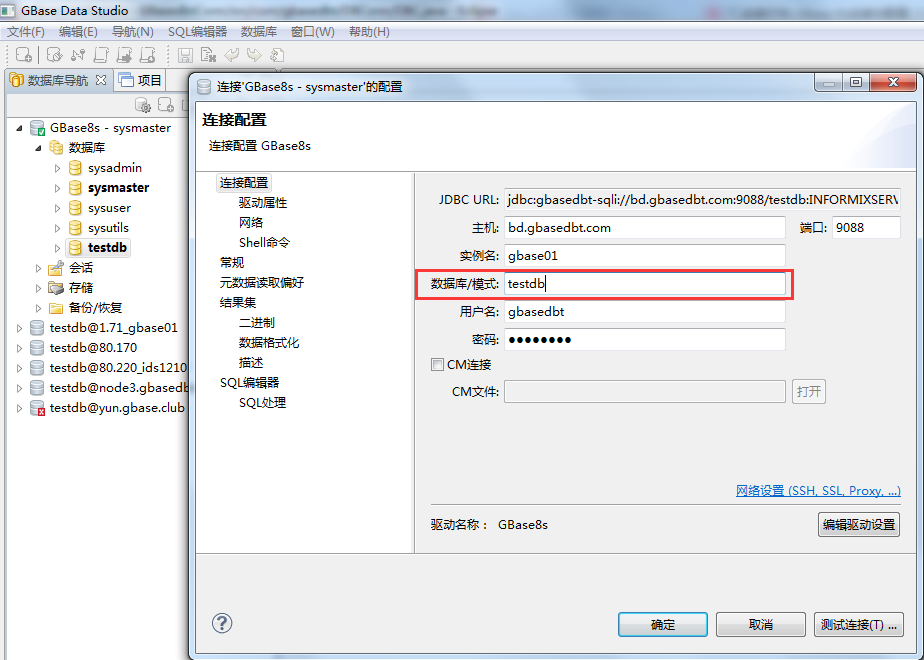 GBase Data Studio
文件(F) 编辑(E) 导航(N) SQL编辑器 数据库 窗口(W) 帮助(H)
数据库导航 项目
GBase8s - sysmaster
数据库
sysadmin
sysmaster
sysuser
sysutils
testdb
会话
存储
备份/恢复
testdb@1.71_gbase01
testdb@80.170
testdb@80.220_ids1210
testdb@node3.gbasedb
testdb@yun.gbase.club
连接'GBase8s - sysmaster'的配置
连接配置
连接配置 GBase8s
连接配置
驱动属性
网络
Shell命令
常规
元数据读取偏好
结果集
二进制
数据格式化
描述
SQL编辑器
SQL处理
JDBC URL: jdbc:gbasedbt-sqli://bd.gbasedbt.com:9088/testdb:INFORMIXSERV
主机: bd.gbasedbt.com 端口: 9088
实例名: gbase01
数据库/模式: testdb
用户名: gbasedbt
密码: ●●●●●●●●
CM连接
CM文件: 打开
网络设置 (SSH, SSL, Proxy, ...)
驱动名称： GBase8s 编辑驱动设置
? 确定 取消 测试连接(T) ...